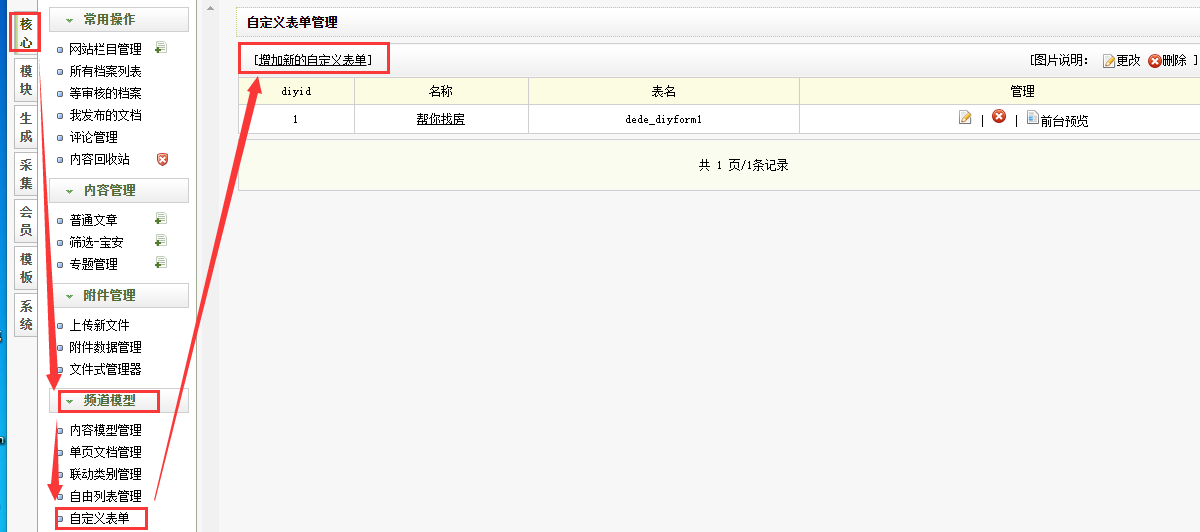 核心
模块
生成
采集
会员
模板
系统
常用操作
网站栏目管理
所有档案列表
等审核的档案
我发布的文档
评论管理
内容回收站
内容管理
普通文章
筛选-宝安
专题管理
附件管理
上传新文件
附件数据管理
文件式管理器
频道模型
内容模型管理
单页文档管理
联动类别管理
自由列表管理
自定义表单
自定义表单管理
[增加新的自定义表单] [图片说明: 更改 删除 ]
diyid 名称 表名 管理
1 帮你找房 dede_diyform1 | | 前台预览
共 1 页/1条记录